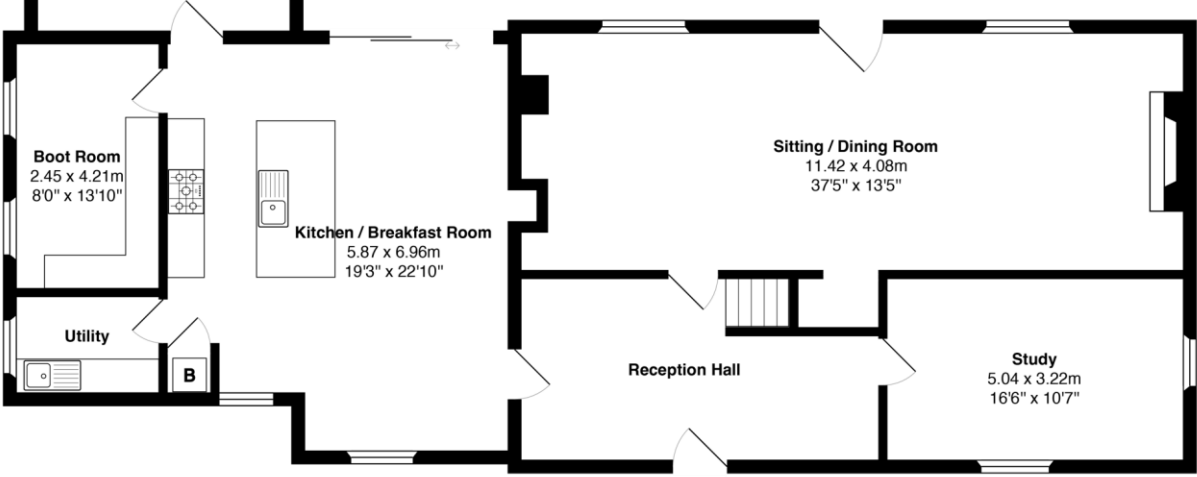 Boot Room
2.45 x 4.21m
8'0" x 13'10"
Sitting / Dining Room
11.42 x 4.08m
37'5" x 13'5"
Kitchen / Breakfast Room
5.87 x 6.96m
19'3" x 22'10"
Utility
B
Reception Hall
Study
5.04 x 3.22m
16'6" x 10'7"